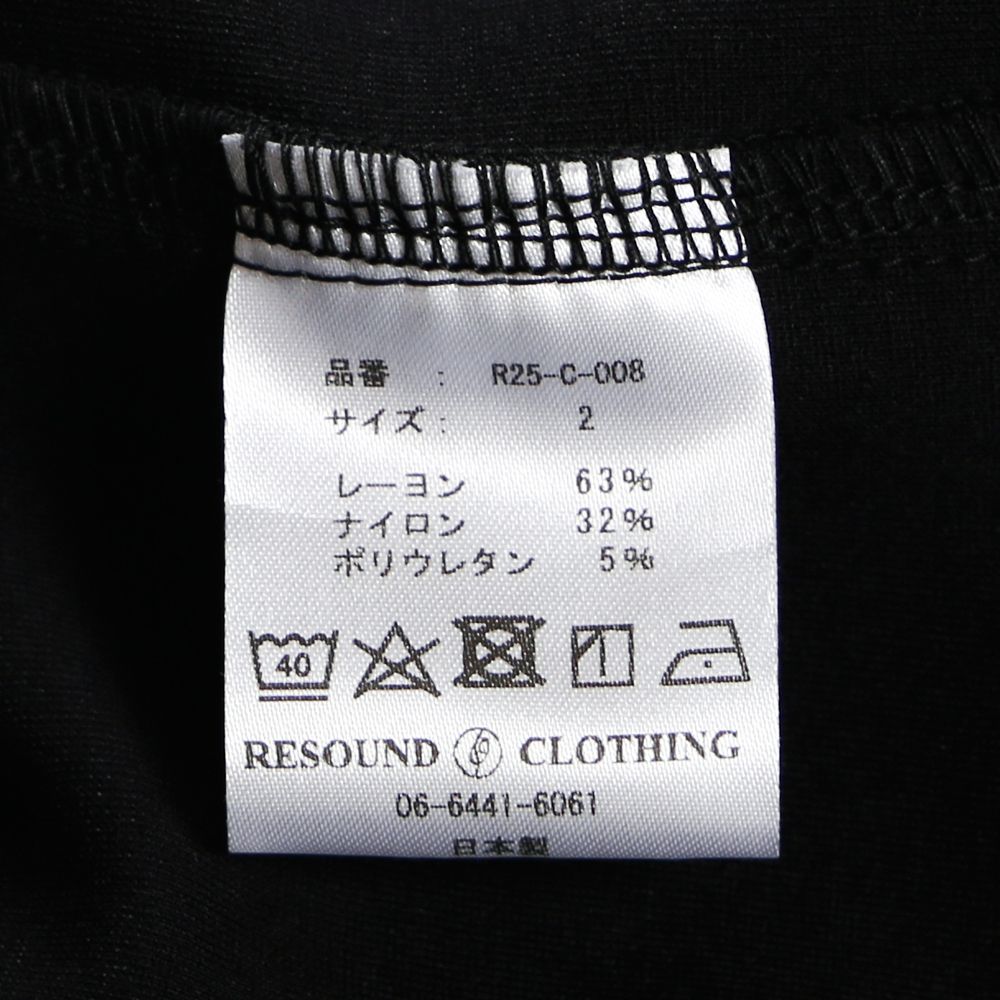 品番 : R25-C-008
サイズ: 2
レーヨン 63%
ナイロン 32%
ポリウレタン 5%
40
RESOUND CLOTHING
06-6441-6061
日本製